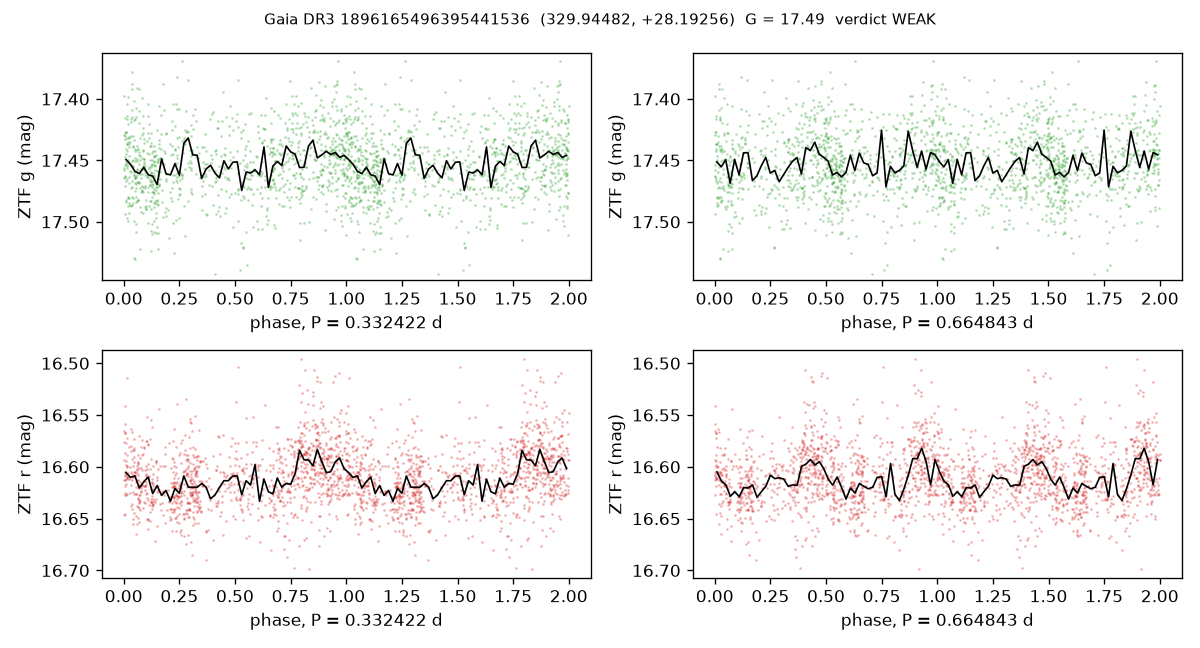 Gaia DR3 1896165496395441536 (329.94482, +28.19256) G = 17.49 verdict WEAK
ZTF g (mag)
17.40
17.45
17.50
0.00 0.25 0.50 0.75 1.00 1.25 1.50 1.75 2.00
phase, P = 0.332422 d
ZTF g (mag)
17.40
17.45
17.50
0.00 0.25 0.50 0.75 1.00 1.25 1.50 1.75 2.00
phase, P = 0.664843 d
ZTF r (mag)
16.50
16.55
16.60
16.65
16.70
0.00 0.25 0.50 0.75 1.00 1.25 1.50 1.75 2.00
phase, P = 0.332422 d
ZTF r (mag)
16.50
16.55
16.60
16.65
16.70
0.00 0.25 0.50 0.75 1.00 1.25 1.50 1.75 2.00
phase, P = 0.664843 d